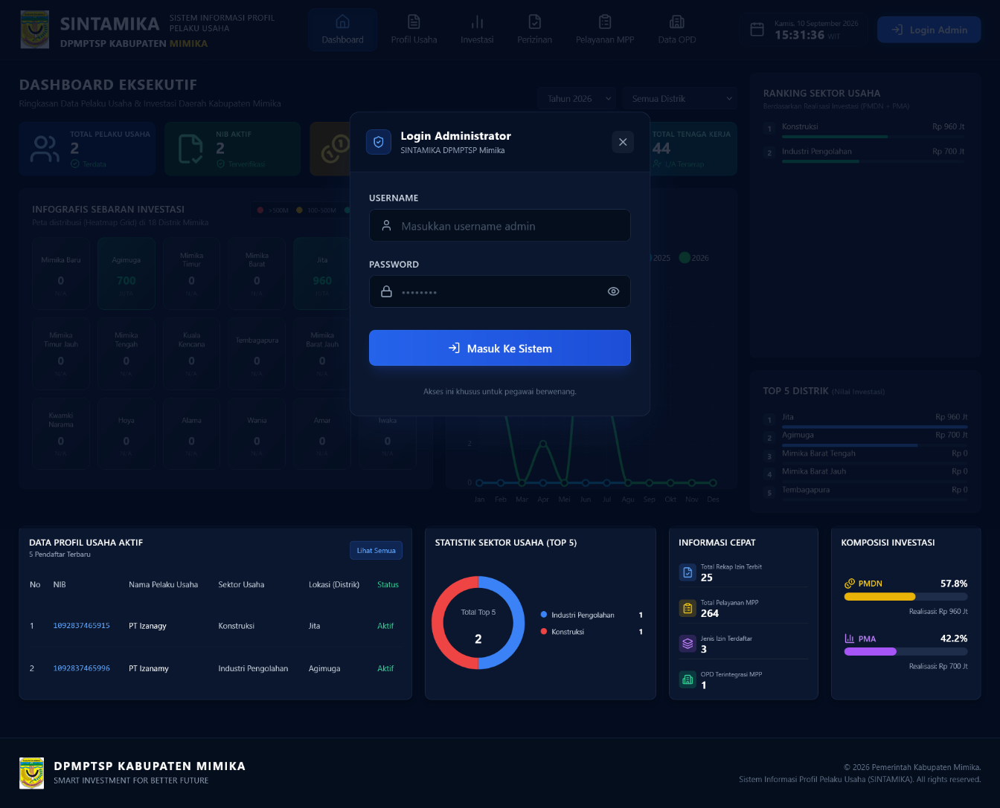 SINTAMIKA
SISTEM INFORMASI PROFIL
PELAKU USAHA
DPMPTSP KABUPATEN MIMIKA
Dashboard
Profil Usaha
Investasi
Perizinan
Pelayanan MPP
Data OPD
Kamis, 10 September 2026
15:31:36 WIT
Login Admin
DASHBOARD EKSEKUTIF
Ringkasan Data Pelaku Usaha & Investasi Daerah Kabupaten Mimika
Tahun 2026
Semua Distrik
TOTAL PELAKU USAHA
2
Terdata
NIB AKTIF
2
Terverifikasi
TOTAL TENAGA KERJA
44
L/A Terserap
RANKING SEKTOR USAHA
Berdasarkan Realisasi Investasi (PMDN + PMA)
1 Konstruksi Rp 960 Jt
2 Industri Pengolahan Rp 700 Jt
Login Administrator
SINTAMIKA DPMPTSP Mimika
USERNAME
Masukkan username admin
PASSWORD
••••••••
Masuk Ke Sistem
Akses ini khusus untuk pegawai berwenang.
INFOGRAFIS SEBARAN INVESTASI
Peta distribusi (Heatmap Grid) di 18 Distrik Mimika
>500M
100-500M
Mimika Baru
0
N/A
Agimuga
700
JUTA
Mimika
Timur
0
N/A
Mimika
Barat
0
N/A
Jita
960
JUTA
Mimika
Timur Jauh
0
N/A
Mimika
Tengah
0
N/A
Kuala
Kencana
0
N/A
Tembagapura
0
N/A
Mimika
Barat Jauh
0
N/A
Kwamki
Narama
0
N/A
Hoya
0
N/A
Alama
0
N/A
Wania
0
N/A
Amar
0
N/A
Iwaka
0
N/A
2025
2026
2
0
Jan Feb Mar Apr Mei Jun Jul Agu Sep Okt Nov Des
TOP 5 DISTRIK (Nilai Investasi)
1 Jita Rp 960 Jt
2 Agimuga Rp 700 Jt
3 Mimika Barat Tengah Rp 0
4 Mimika Barat Jauh Rp 0
5 Tembagapura Rp 0
DATA PROFIL USAHA AKTIF
5 Pendaftar Terbaru
Lihat Semua
No NIB Nama Pelaku Usaha Sektor Usaha Lokasi (Distrik) Status
1 1092837465915 PT Izanagy Konstruksi Jita Aktif
2 1092837465996 PT Izanamy Industri Pengolahan Agimuga Aktif
STATISTIK SEKTOR USAHA (TOP 5)
Total Top 5
2
Industri Pengolahan 1
Konstruksi 1
INFORMASI CEPAT
Total Rekap Izin Terbit
25
Total Pelayanan MPP
264
Jenis Izin Terdaftar
3
OPD Terintegrasi MPP
1
KOMPOSISI INVESTASI
PMDN 57.8%
Realisasi: Rp 960 Jt
PMA 42.2%
Realisasi: Rp 700 Jt
DPMPTSP KABUPATEN MIMIKA
SMART INVESTMENT FOR BETTER FUTURE
© 2026 Pemerintah Kabupaten Mimika.
Sistem Informasi Profil Pelaku Usaha (SINTAMIKA). All rights reserved.